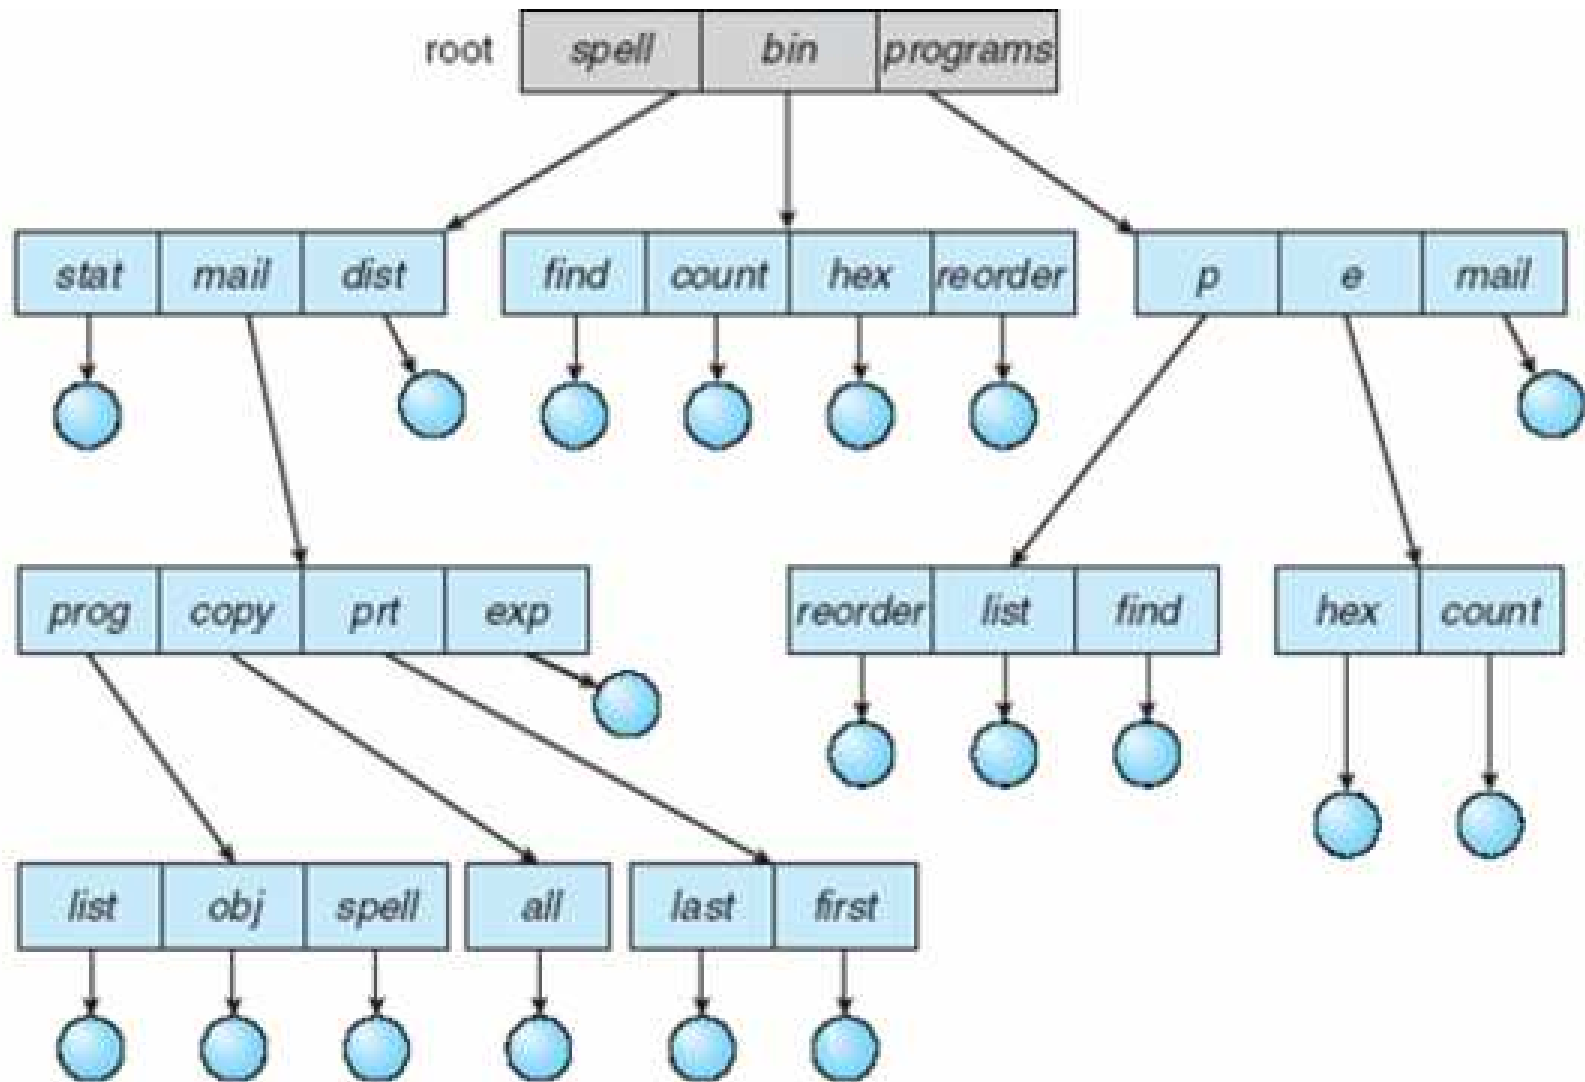 root spell bin programs
stat mail dist find count hex reorder p e mail
prog copy prt exp reorder list find hex count
list obj spell all last first